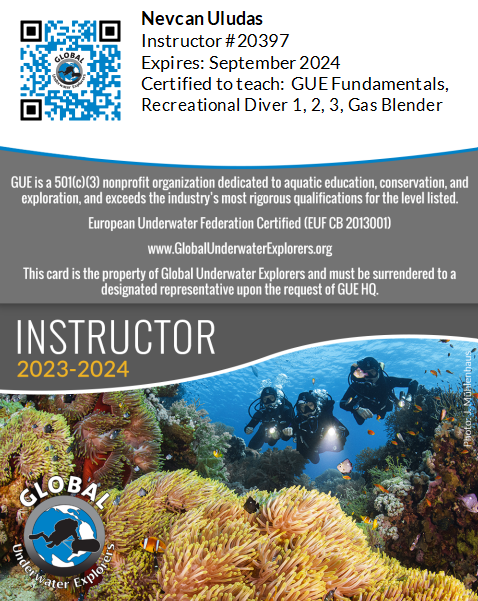 GLOBAL
Underwater Explorers
Nevcan Uludas
Instructor #20397
Expires: September 2024
Certified to teach: GUE Fundamentals,
Recreational Diver 1, 2, 3, Gas Blender
GUE is a 501(c)(3) nonprofit organization dedicated to aquatic education, conservation, and
exploration, and exceeds the industry's most rigorous qualifications for the level listed.
European Underwater Federation Certified (EUF CB 2013001)
www.GlobalUnderwaterExplorers.org
This card is the property of Global Underwater Explorers and must be surrendered to a
designated representative upon the request of GUE HQ.
INSTRUCTOR
2023-2024
Photo: J. Mühlenhaus
GLOBAL
Underwater Explorers